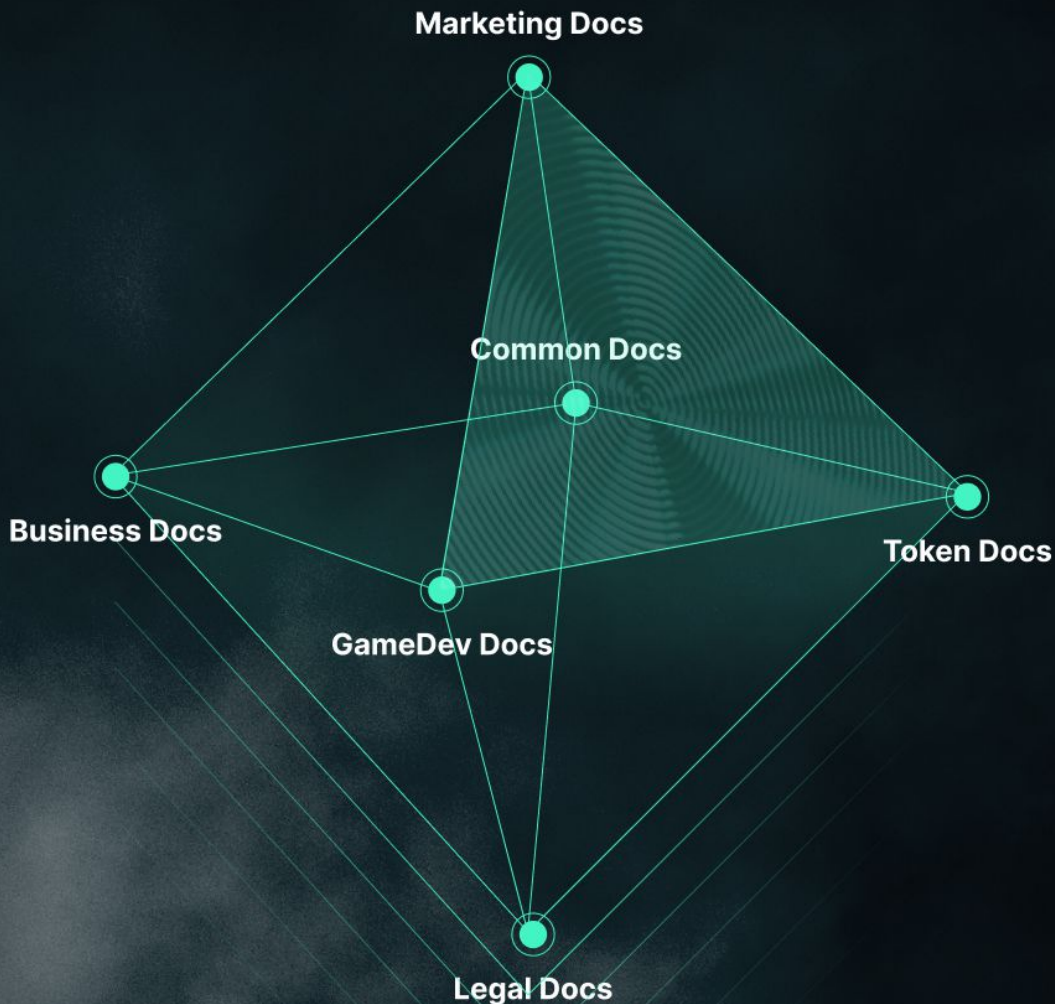 Marketing Docs
Common Docs
Business Docs
Token Docs
GameDev Docs
Legal Docs